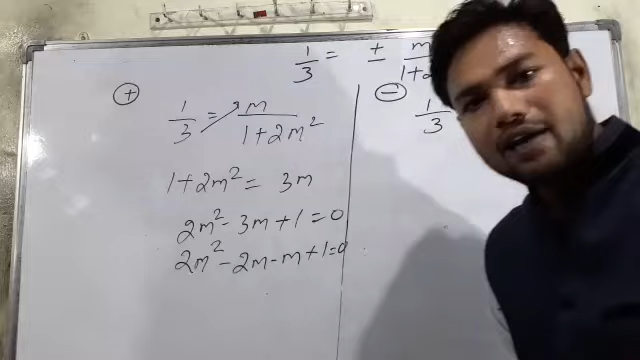 1/3 = ± m/1+2
(+)
1/3 = m/1+2m²
1+2m² = 3m
2m² - 3m + 1 = 0
2m² - 2m - m + 1 = 0
(-)
1/3